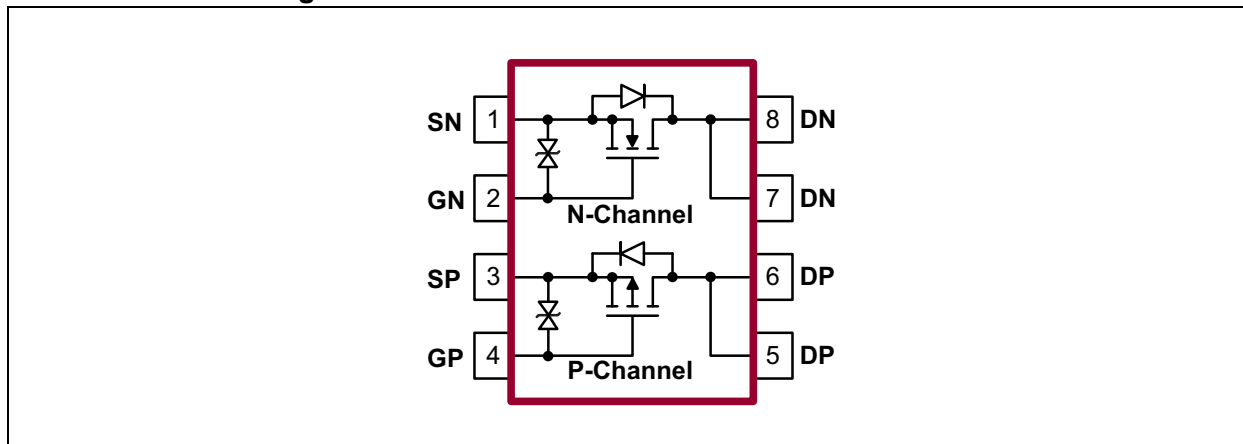 g
SN 1 8 DN
GN 2 7 DN
N-Channel
SP 3 6 DP
GP 4 5 DP
P-Channel